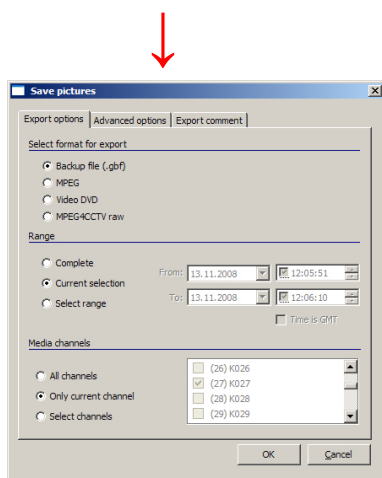 Save pictures
Export options Advanced options Export comment
Select format for export
Backup file (.gbf)
MPEG
Video DVD
MPEG4CCTV raw
Range
Complete
Current selection
Select range
From: 13.11.2008 12:05:51
To: 13.11.2008 12:06:10
Time is GMT
Media channels
All channels
Only current channel
Select channels
(26) K026
(27) K027
(28) K028
(29) K029
OK Cancel